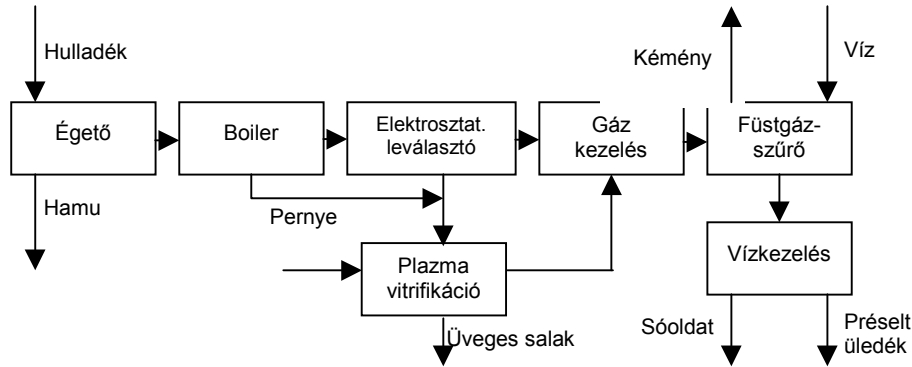 Hulladék
Kémény
Víz
Égető
Boiler
Elektrosztat.
leválasztó
Gáz
kezelés
Füstgáz-
szűrő
Hamu
Pernye
Plazma
vitrifikáció
Vízkezelés
Üveges salak
Sóoldat
Préselt
üledék